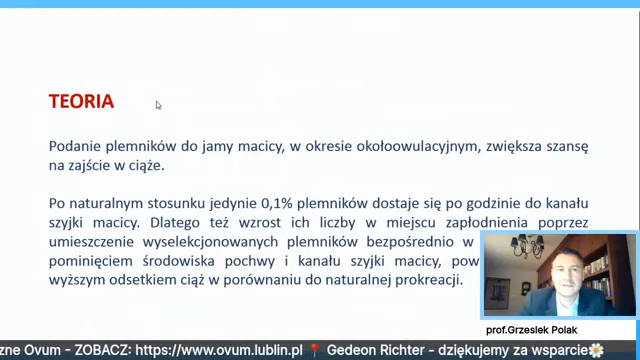 TEORIA
Podanie plemników do jamy macicy, w okresie okołoowulacyjnym, zwiększa szansę
na zajście w ciąże.
Po naturalnym stosunku jedynie 0,1% plemników dostaje się po godzinie do kanału
szyjki macicy. Dlatego też wzrost ich liczby w miejscu zapłodnienia poprzez
umieszczenie wyselekcjonowanych plemników bezpośrednio w
pominięciem środowiska pochwy i kanału szyjki macicy, pow
wyższym odsetkiem ciąż w porównaniu do naturalnej prokreacji.
prof.Grzesiek Polak
zne Ovum - ZOBACZ: https://www.ovum.lublin.pl 📍 Gedeon Richter - dziękujemy za wsparcie